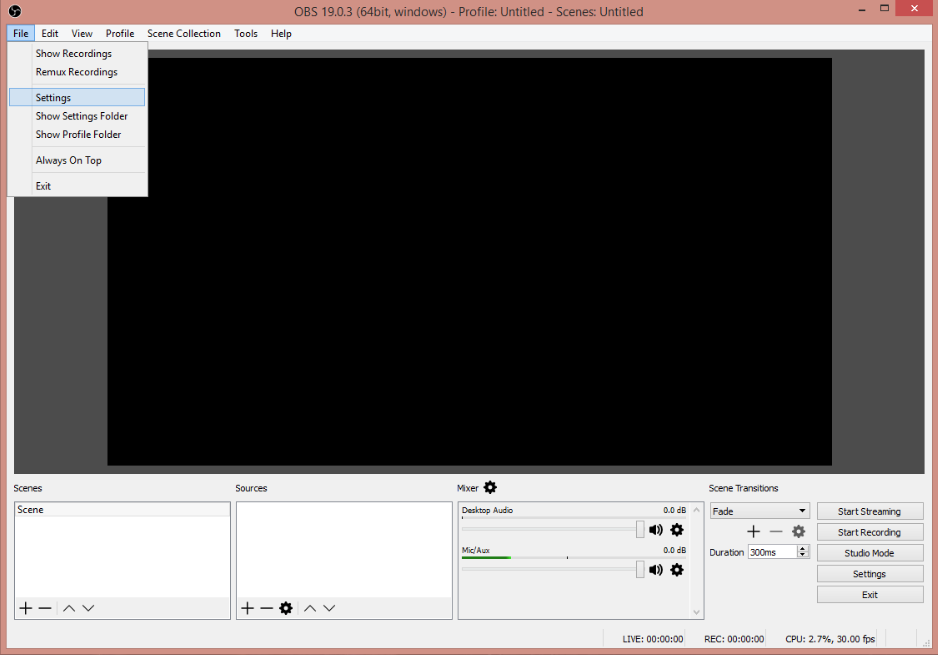 OBS 19.0.3 (64bit, windows) - Profile: Untitled - Scenes: Untitled
File Edit View Profile Scene Collection Tools Help
Show Recordings
Remux Recordings
Settings
Show Settings Folder
Show Profile Folder
Always On Top
Exit
Scenes Sources Mixer Scene Transitions
Scene Desktop Audio 0.0 dB Fade Start Streaming
Start Recording
Mic/Aux 0.0 dB Duration 300ms Studio Mode
Settings
Exit
LIVE: 00:00:00 REC: 00:00:00 CPU: 2.7%, 30.00 fps